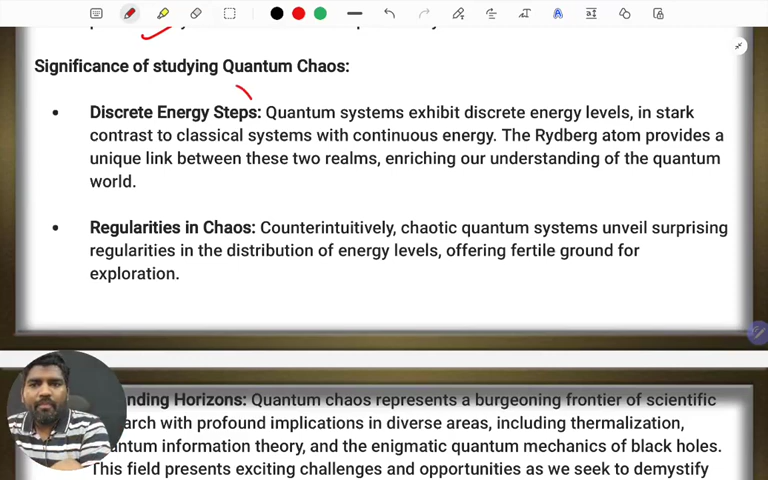 Significance of studying Quantum Chaos:
• Discrete Energy Steps: Quantum systems exhibit discrete energy levels, in stark
contrast to classical systems with continuous energy. The Rydberg atom provides a
unique link between these two realms, enriching our understanding of the quantum
world.
• Regularities in Chaos: Counterintuitively, chaotic quantum systems unveil surprising
regularities in the distribution of energy levels, offering fertile ground for
exploration.
Horizons: Quantum chaos represents a burgeoning frontier of scientific
with profound implications in diverse areas, including thermalization,
information theory, and the enigmatic quantum mechanics of black holes.
This field presents exciting challenges and opportunities as we seek to demystify